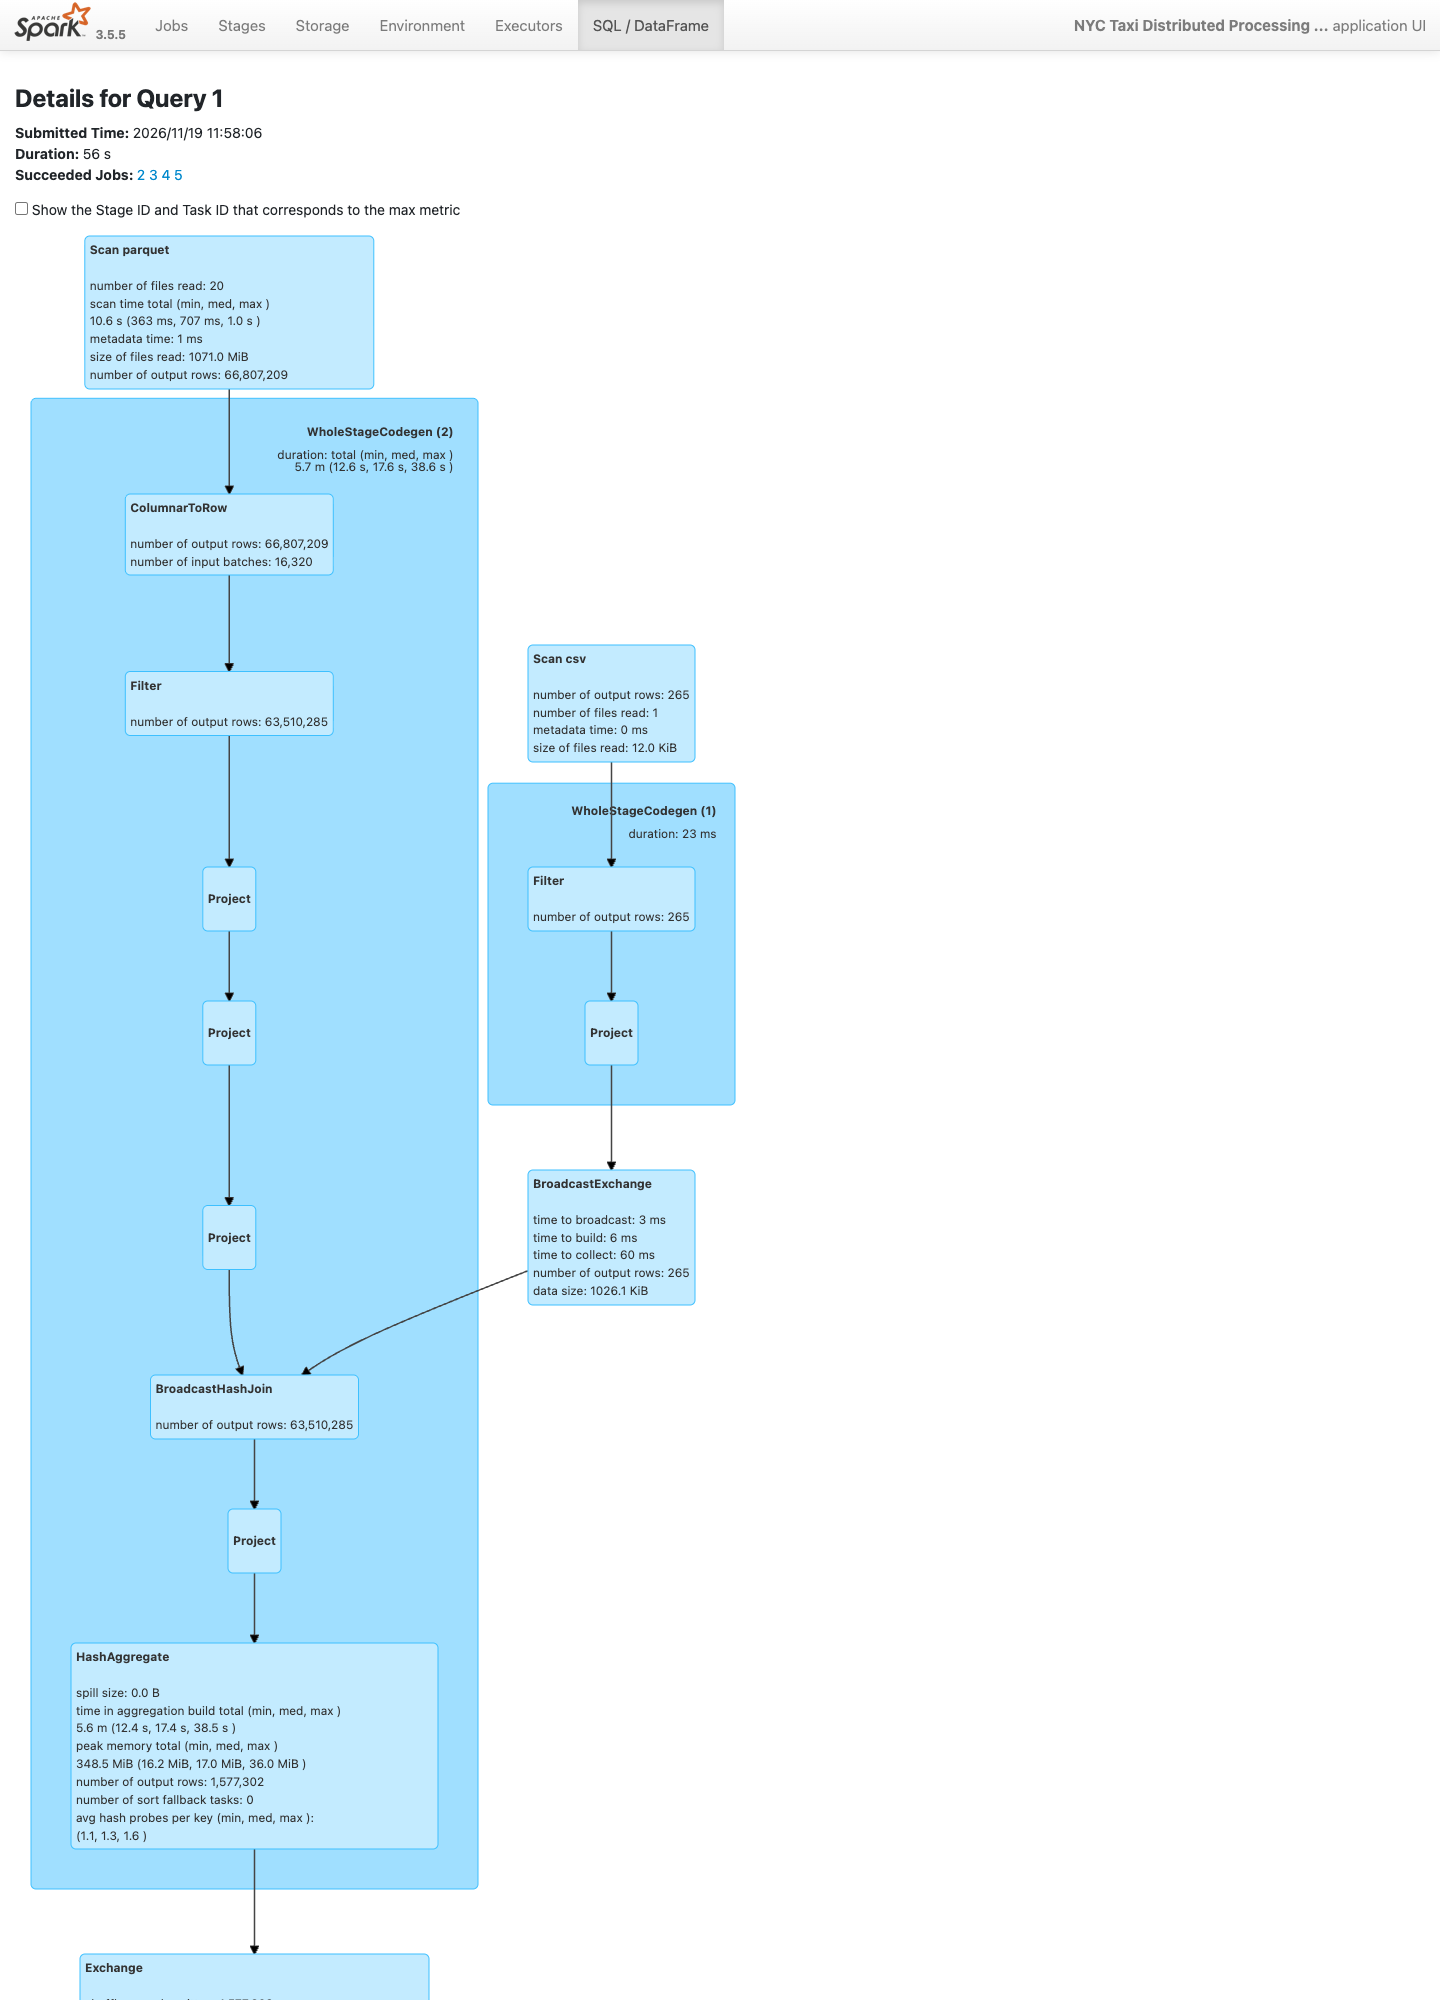 APACHE
Spark 3.5.5
Jobs
Stages
Storage
Environment
Executors
SQL / DataFrame
NYC Taxi Distributed Processing ... application UI
Details for Query 1
Submitted Time: 2026/11/19 11:58:06
Duration: 56 s
Succeeded Jobs: 2 3 4 5
Show the Stage ID and Task ID that corresponds to the max metric
Scan parquet
number of files read: 20
scan time total (min, med, max )
10.6 s (363 ms, 707 ms, 1.0 s )
metadata time: 1 ms
size of files read: 1071.0 MiB
number of output rows: 66,807,209
WholeStageCodegen (2)
duration: total (min, med, max )
5.7 m (12.6 s, 17.6 s, 38.6 s )
ColumnarToRow
number of output rows: 66,807,209
number of input batches: 16,320
Filter
number of output rows: 63,510,285
Project
Project
Project
Scan csv
number of output rows: 265
number of files read: 1
metadata time: 0 ms
size of files read: 12.0 KiB
WholeStageCodegen (1)
duration: 23 ms
Filter
number of output rows: 265
Project
BroadcastExchange
time to broadcast: 3 ms
time to build: 6 ms
time to collect: 60 ms
number of output rows: 265
data size: 1026.1 KiB
BroadcastHashJoin
number of output rows: 63,510,285
Project
HashAggregate
spill size: 0.0 B
time in aggregation build total (min, med, max )
5.6 m (12.4 s, 17.4 s, 38.5 s )
peak memory total (min, med, max )
348.5 MiB (16.2 MiB, 17.0 MiB, 36.0 MiB )
number of output rows: 1,577,302
number of sort fallback tasks: 0
avg hash probes per key (min, med, max ):
(1.1, 1.3, 1.6 )
Exchange